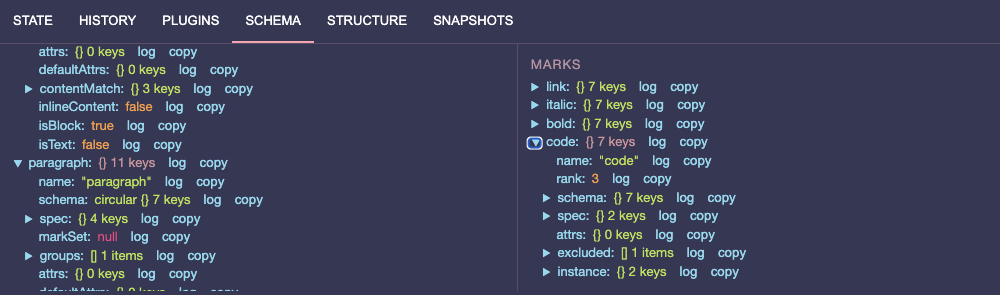 STATE HISTORY PLUGINS SCHEMA STRUCTURE SNAPSHOTS
attrs: {} 0 keys log copy
defaultAttrs: {} 0 keys log copy
▶ contentMatch: {} 3 keys log copy
inlineContent: false log copy
isBlock: true log copy
isText: false log copy
▼ paragraph: {} 11 keys log copy
name: "paragraph" log copy
schema: circular {} 7 keys log copy
▶ spec: {} 4 keys log copy
markSet: null log copy
▶ groups: [] 1 items log copy
attrs: {} 0 keys log copy
defaultAttrs: {} 0 keys log copy
MARKS
▶ link: {} 7 keys log copy
▶ italic: {} 7 keys log copy
▶ bold: {} 7 keys log copy
▼ code: {} 7 keys log copy
name: "code" log copy
rank: 3 log copy
▶ schema: {} 7 keys log copy
▶ spec: {} 2 keys log copy
attrs: {} 0 keys log copy
▶ excluded: [] 1 items log copy
▶ instance: {} 2 keys log copy